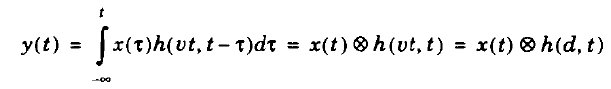 y(t) = ∫_{-∞}^{t} x(τ)h(vt, t − τ)dτ = x(t) ⊗ h(vt, t) = x(t) ⊗ h(d, t)